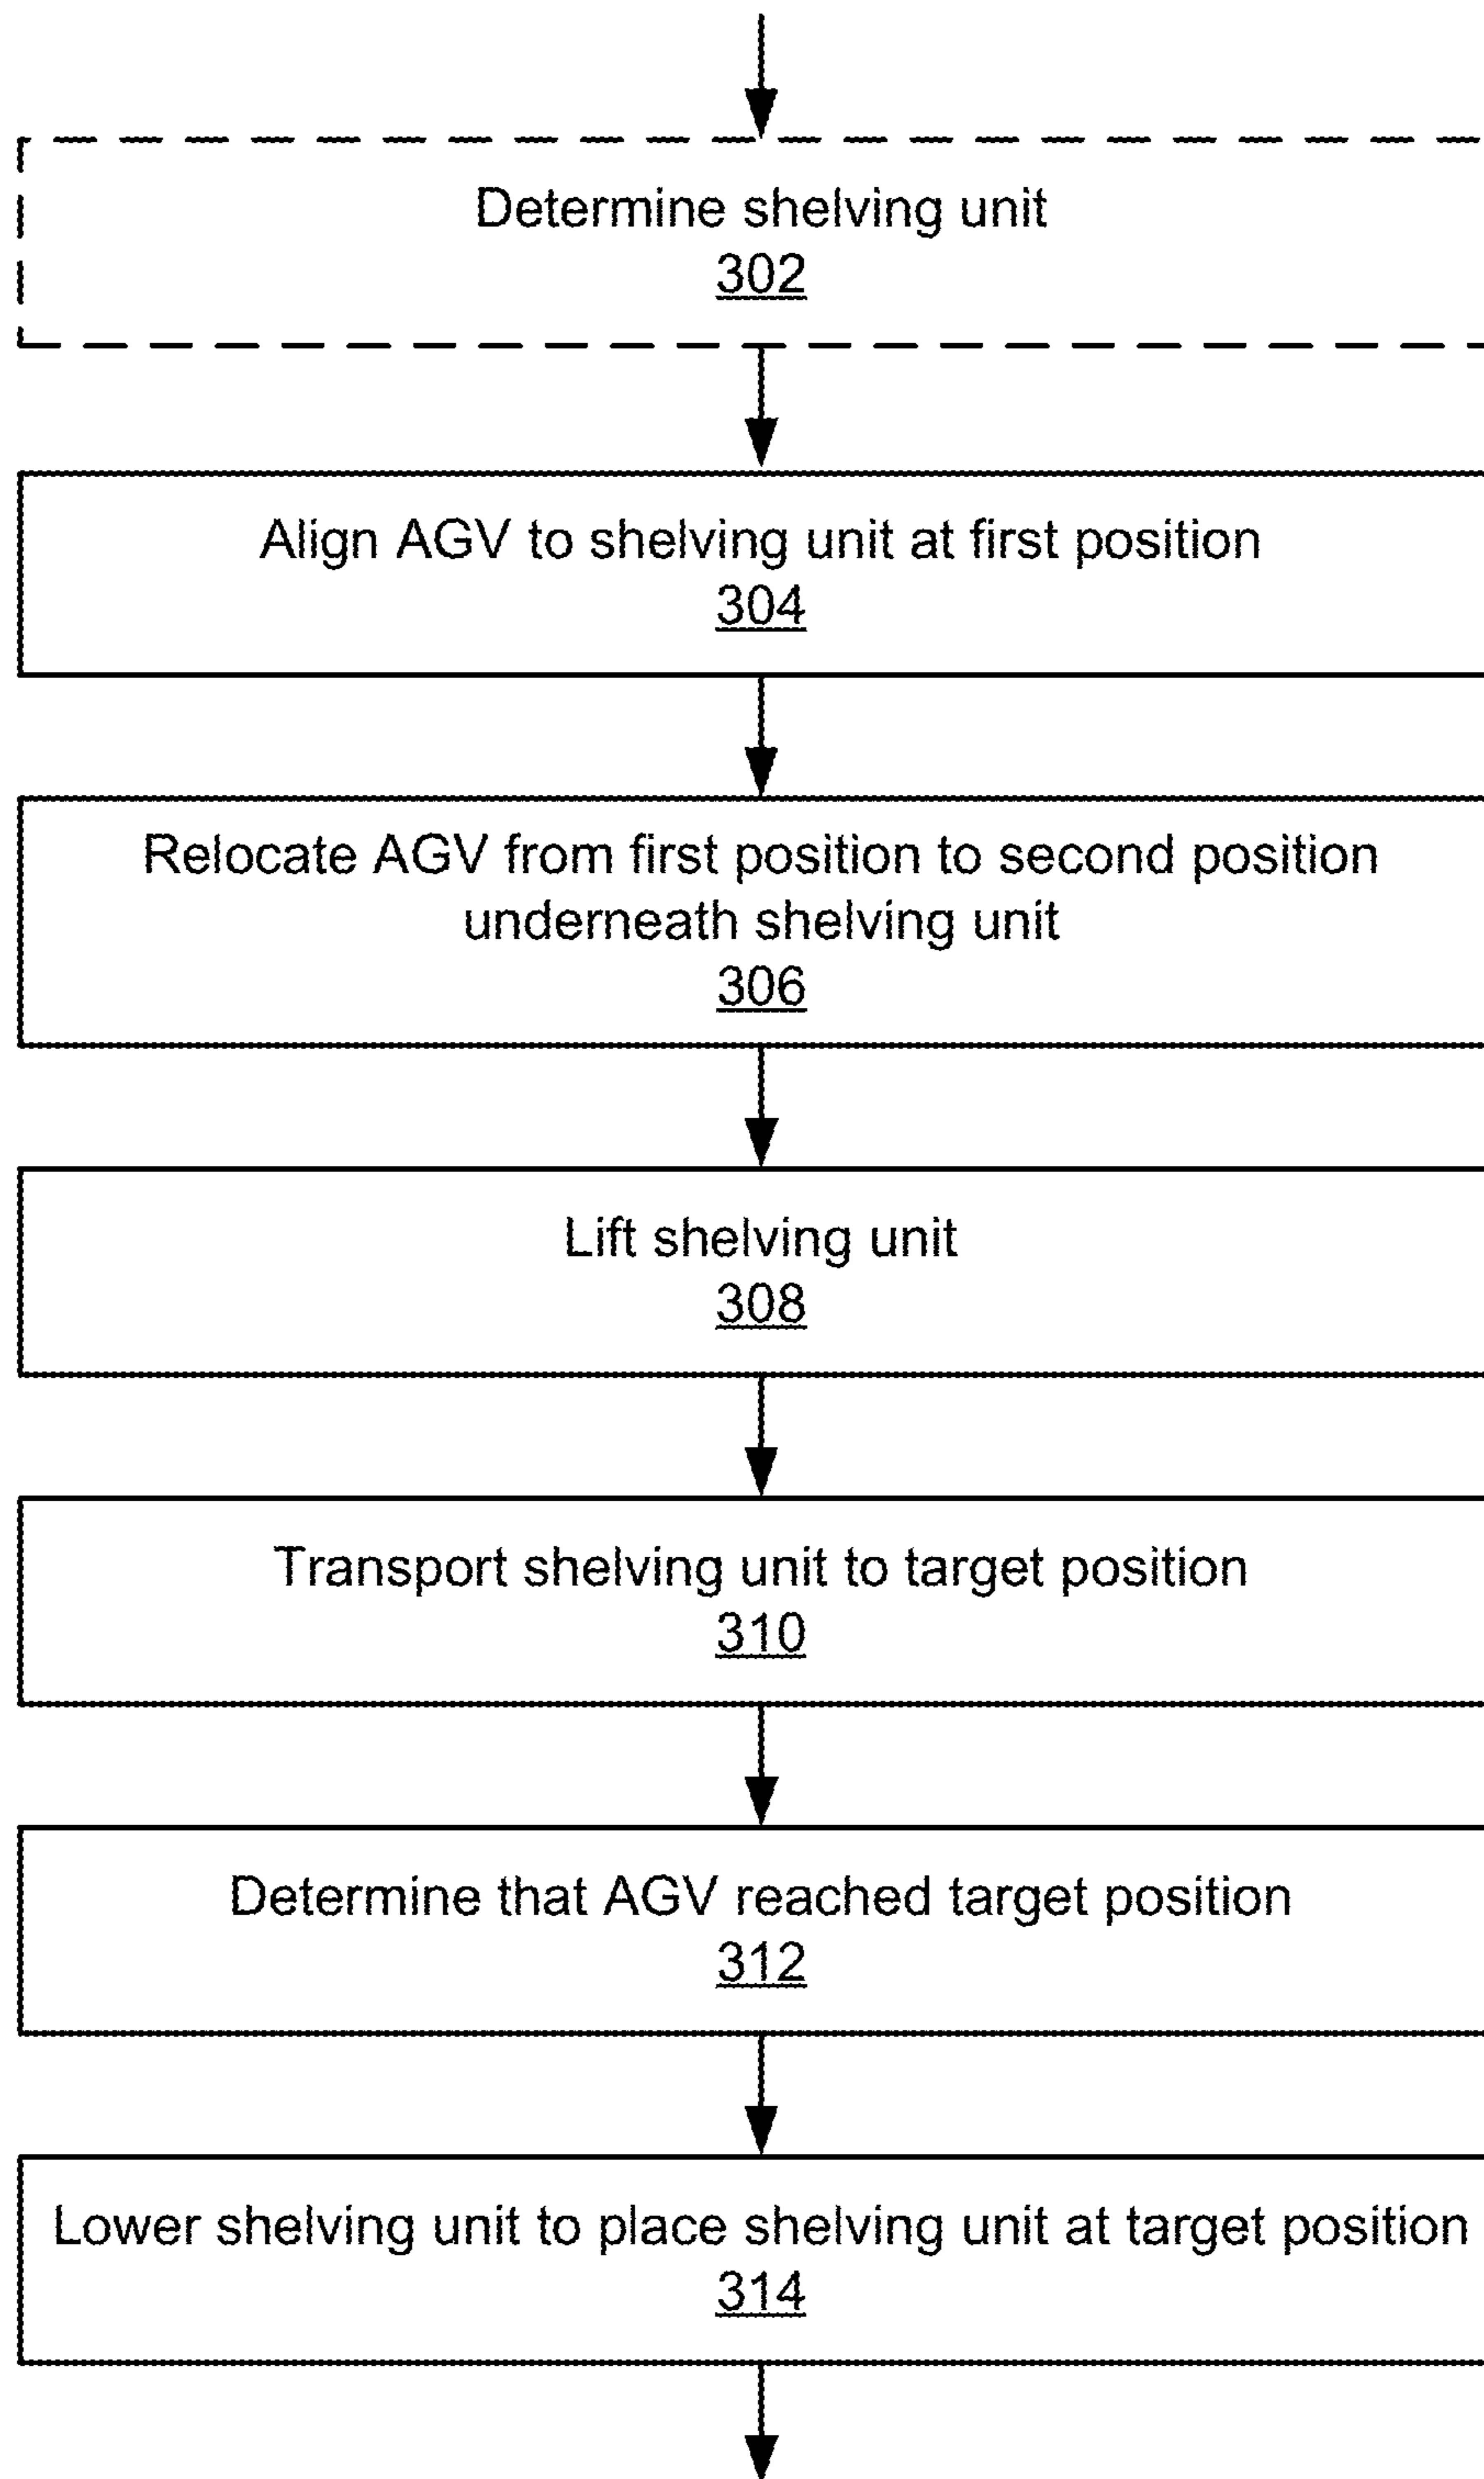 Determine shelving unit
302
Align AGV to shelving unit at first position
304
Relocate AGV from first position to second position
underneath shelving unit
306
Lift shelving unit
308
Transport shelving unit to target position
310
Determine that AGV reached target position
312
Lower shelving unit to place shelving unit at target position
314